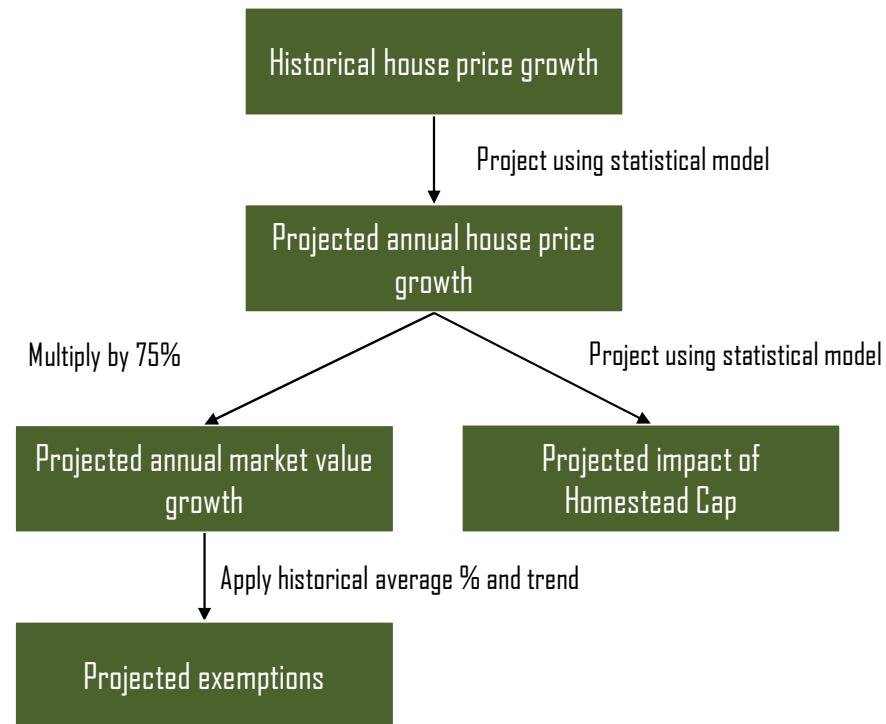 Historical house price growth
Project using statistical model
Projected annual house price
growth
Multiply by 75%
Project using statistical model
Projected annual market value
growth
Projected impact of
Homestead Cap
Apply historical average % and trend
Projected exemptions